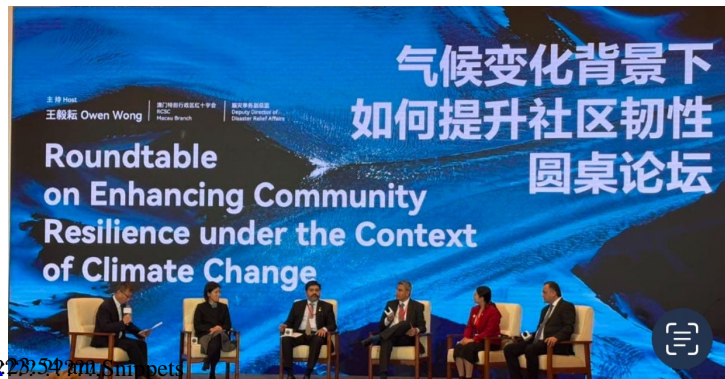 气候变化背景下
如何提升社区韧性
圆桌论坛
主持 Host
王毅耘 Owen Wong
澳门特别行政区红十字会
RCSC
Macau Branch
赈灾事务副总监
Deputy Director of
Disaster Relief Affairs
Roundtable
on Enhancing Community
Resilience under the Context
of Climate Change
Snippets